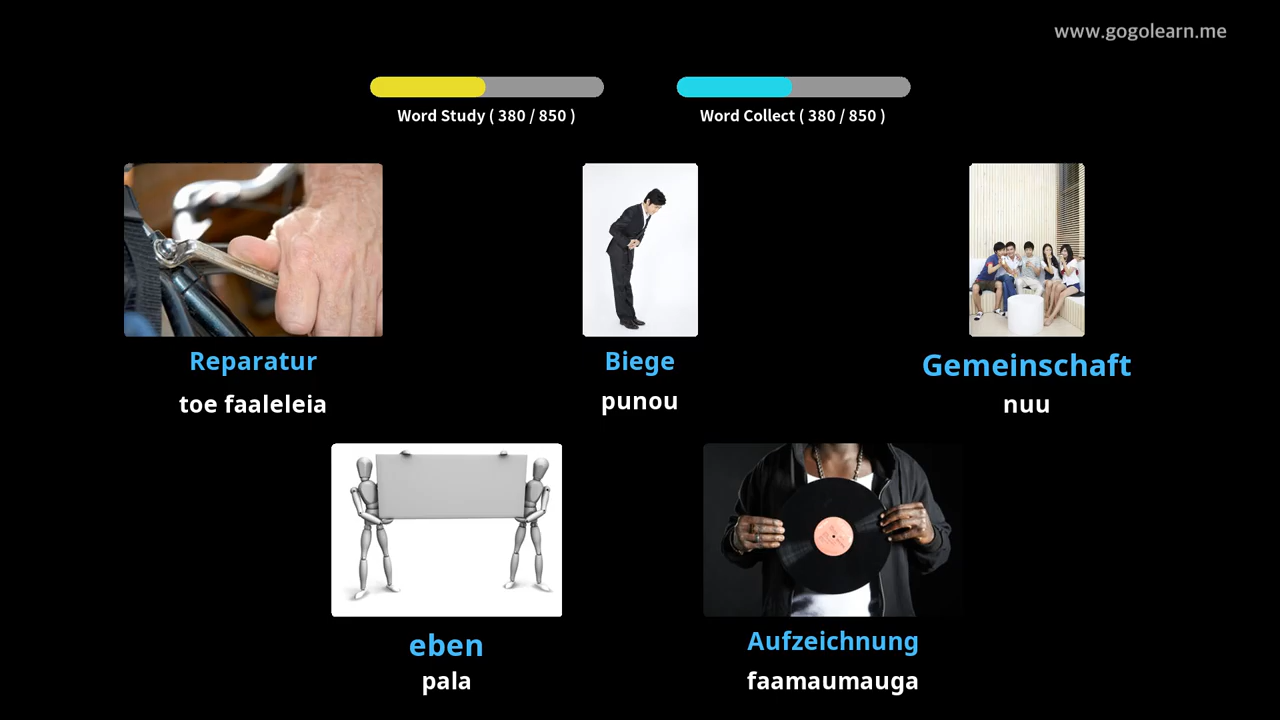 www.gogolearn.me
Word Study ( 380 / 850 )
Word Collect ( 380 / 850 )
Reparatur
toe faaleleia
Biege
punou
Gemeinschaft
nuu
eben
pala
Aufzeichnung
faamaumauga